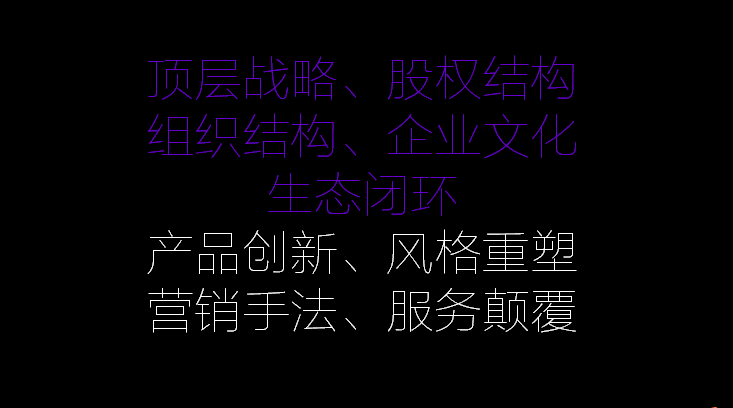 顶层战略、股权结构
组织结构、企业文化
生态闭环
产品创新、风格重塑
营销手法、服务颠覆